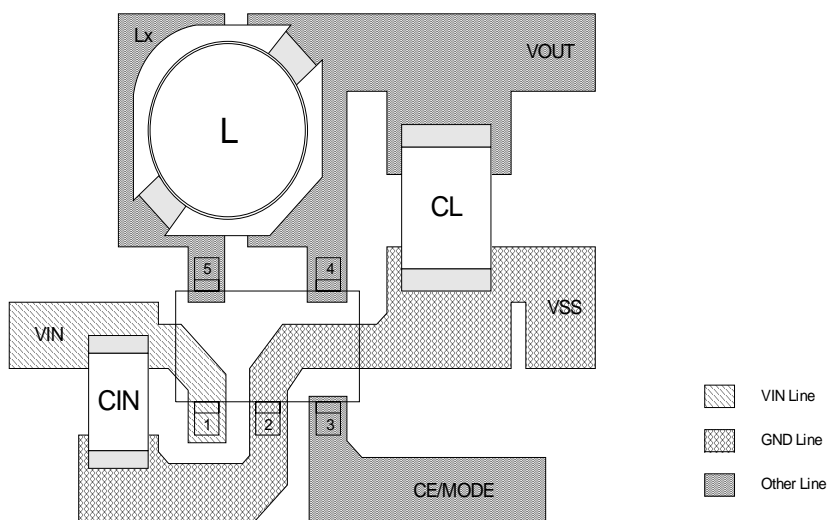 Lx
VOUT
L
CL
5
4
VIN
VSS
CIN
1
2
3
CE/MODE
VIN Line
GND Line
Other Line